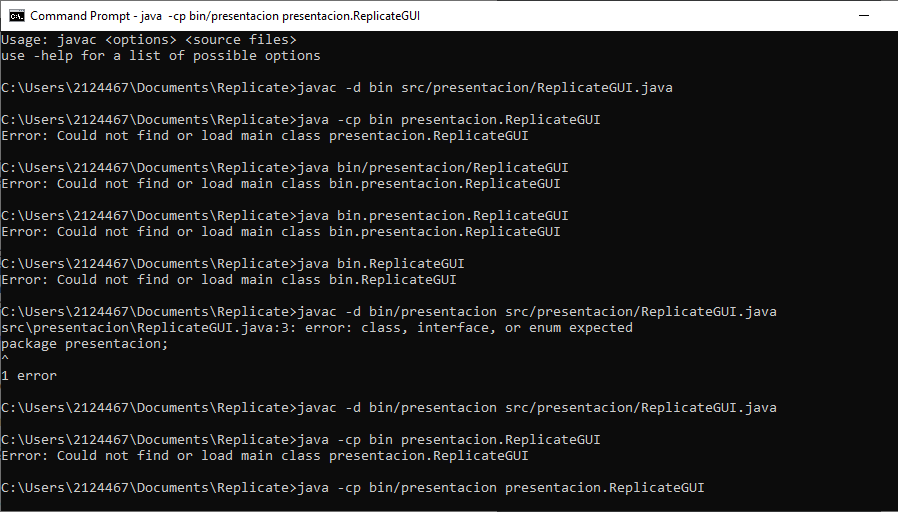 Command Prompt - java -cp bin/presentacion presentacion.ReplicateGUI
Usage: javac <options> <source files>
use -help for a list of possible options
C:\Users\2124467\Documents\Replicate>javac -d bin src/presentacion/ReplicateGUI.java
C:\Users\2124467\Documents\Replicate>java -cp bin presentacion.ReplicateGUI
Error: Could not find or load main class presentacion.ReplicateGUI
C:\Users\2124467\Documents\Replicate>java bin/presentacion/ReplicateGUI
Error: Could not find or load main class bin.presentacion.ReplicateGUI
C:\Users\2124467\Documents\Replicate>java bin.presentacion.ReplicateGUI
Error: Could not find or load main class bin.presentacion.ReplicateGUI
C:\Users\2124467\Documents\Replicate>java bin.ReplicateGUI
Error: Could not find or load main class bin.ReplicateGUI
C:\Users\2124467\Documents\Replicate>javac -d bin/presentacion src/presentacion/ReplicateGUI.java
src\presentacion\ReplicateGUI.java:3: error: class, interface, or enum expected
package presentacion;
^
1 error
C:\Users\2124467\Documents\Replicate>javac -d bin/presentacion src/presentacion/ReplicateGUI.java
C:\Users\2124467\Documents\Replicate>java -cp bin presentacion.ReplicateGUI
Error: Could not find or load main class presentacion.ReplicateGUI
C:\Users\2124467\Documents\Replicate>java -cp bin/presentacion presentacion.ReplicateGUI